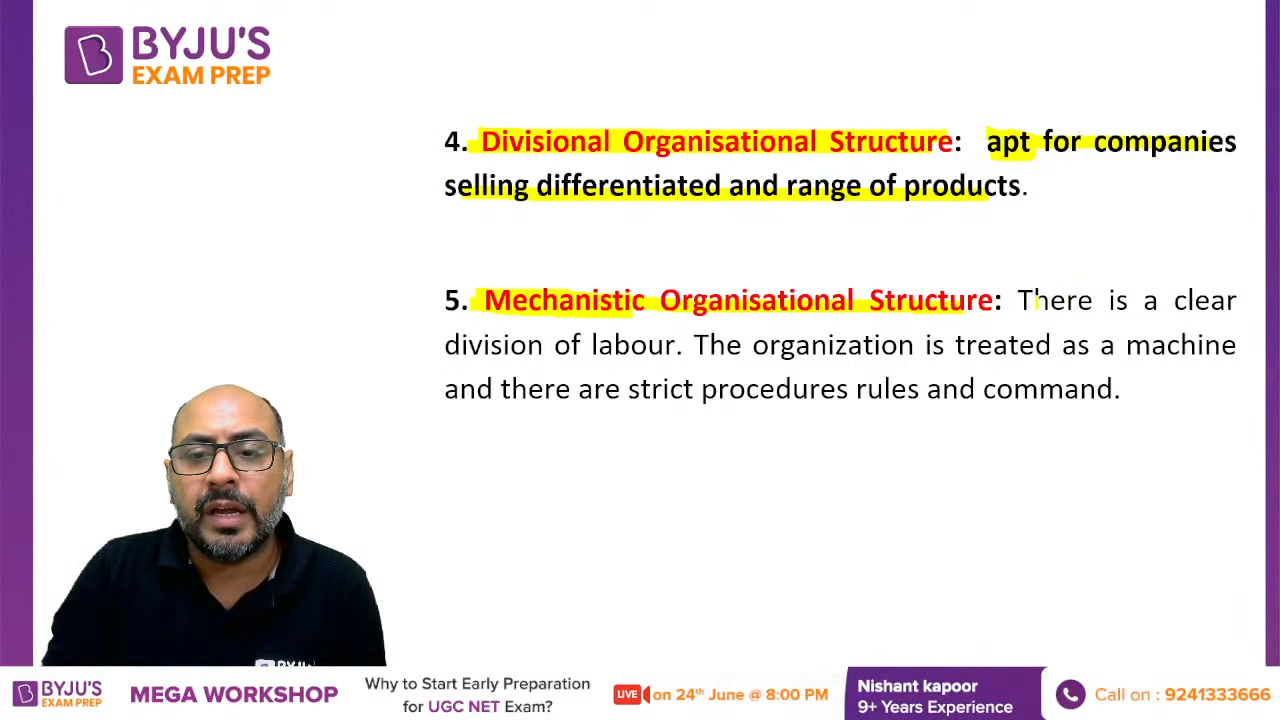 BYJU'S
EXAM PREP
4. Divisional Organisational Structure: apt for companies
selling differentiated and range of products.
5. Mechanistic Organisational Structure: There is a clear
division of labour. The organization is treated as a machine
and there are strict procedures rules and command.
BYJU'S
BYJU'S
EXAM PREP
MEGA WORKSHOP
Why to Start Early Preparation
for UGC NET Exam?
LIVE on 24th June @ 8:00 PM
Nishant kapoor
9+ Years Experience
Call on : 9241333666